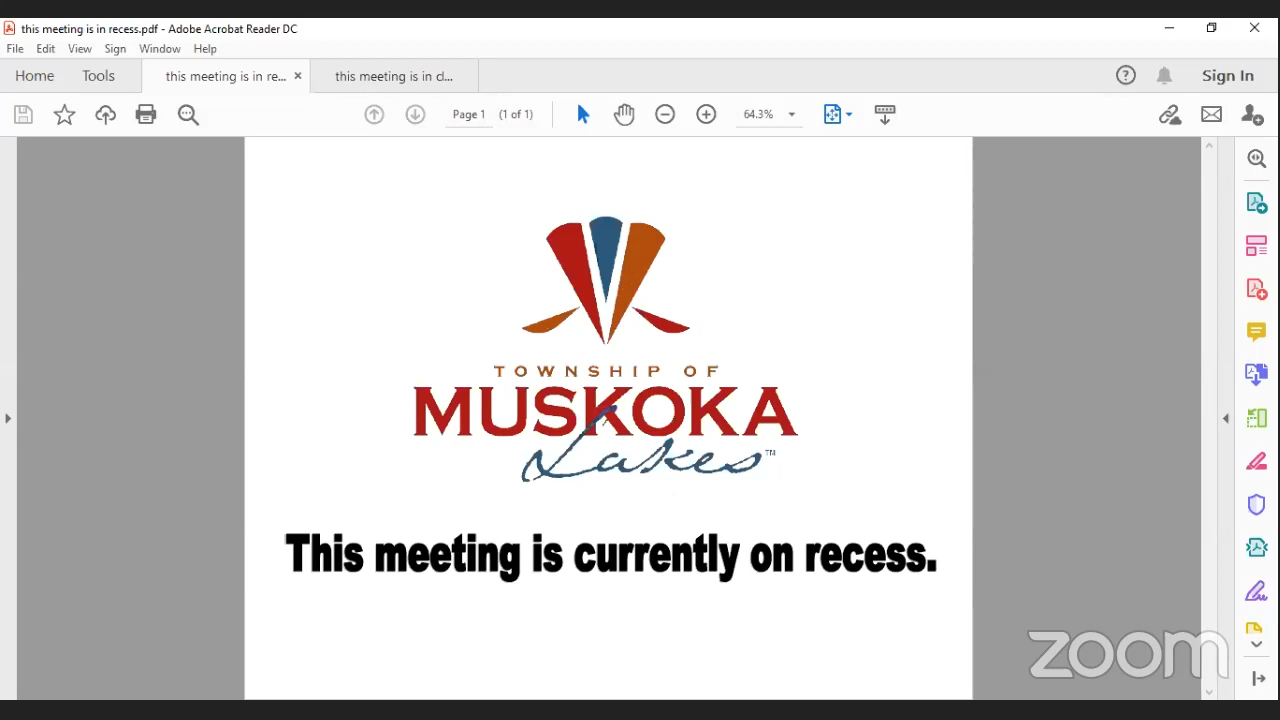 this meeting is in recess.pdf - Adobe Acrobat Reader DC
File Edit View Sign Window Help
Home Tools this meeting is in re... × this meeting is in cl... Sign In
Page 1 (1 of 1) 64.3%
TOWNSHIP OF
MUSKOKA
Lakes™
This meeting is currently on recess.
zoom